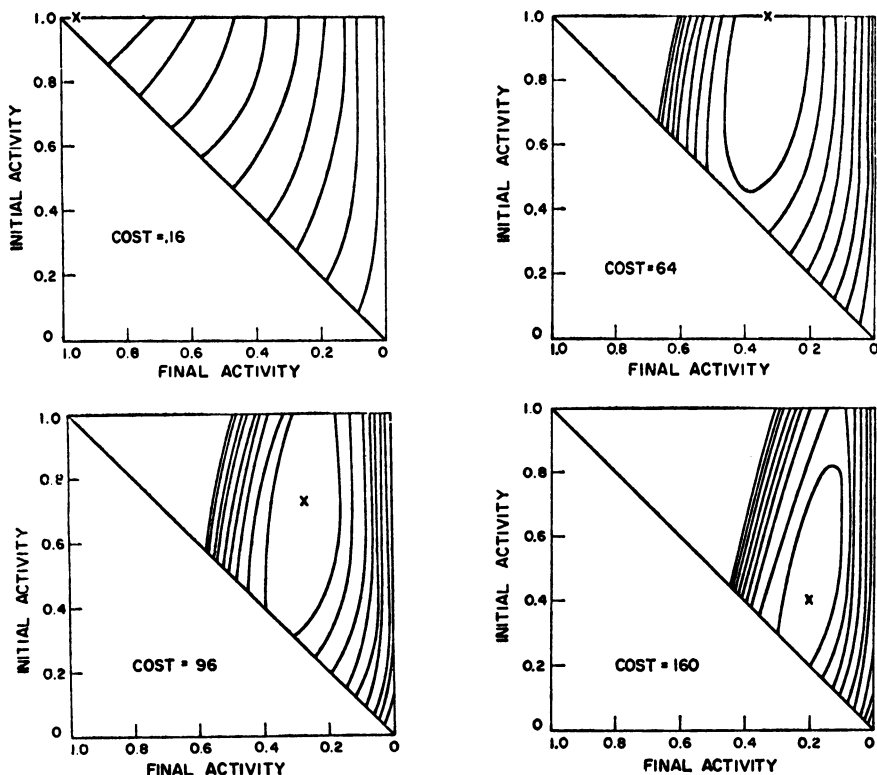 1.0
0.8
0.6
0.4
0.2
0
INITIAL ACTIVITY
X
COST = .16
1.0 0.8 0.6 0.4 0.2 0
FINAL ACTIVITY
1.0
0.8
0.6
0.4
0.2
0
INITIAL ACTIVITY
X
COST = 64
1.0 0.8 0.6 0.4 0.2 0
FINAL ACTIVITY
1.0
0.8
0.6
0.4
0.2
0
INITIAL ACTIVITY
X
COST = 96
1.0 0.8 0.6 0.4 0.2 0
FINAL ACTIVITY
1.0
0.8
0.6
0.4
0.2
0
INITIAL ACTIVITY
X
COST = 160
1.0 0.8 0.6 0.4 0.2 0
FINAL ACTIVITY